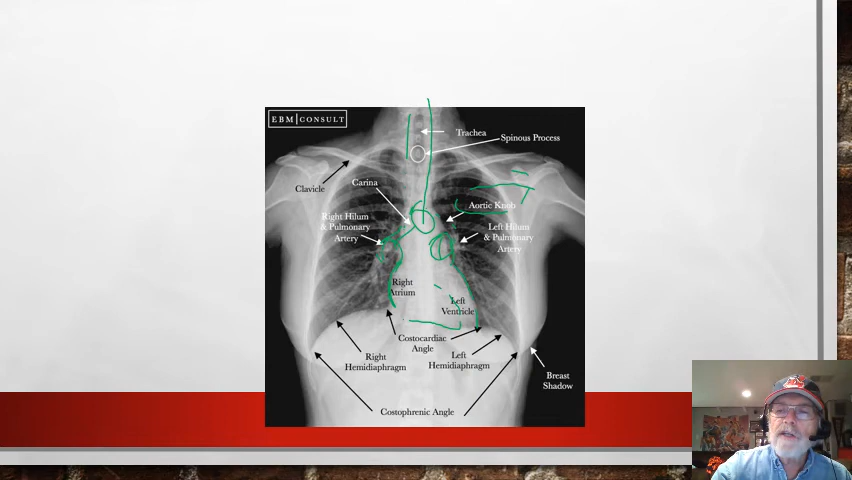 EBM CONSULT
Trachea
Spinous Process
Carina
Clavicle
Aortic Knob
Right Hilum
& Pulmonary
Artery
Left Hilum
& Pulmonary
Artery
Right
Atrium
Left
Ventricle
Costocardiac
Angle
Right
Hemidiaphragm
Left
Hemidiaphragm
Breast
Shadow
Costophrenic Angle